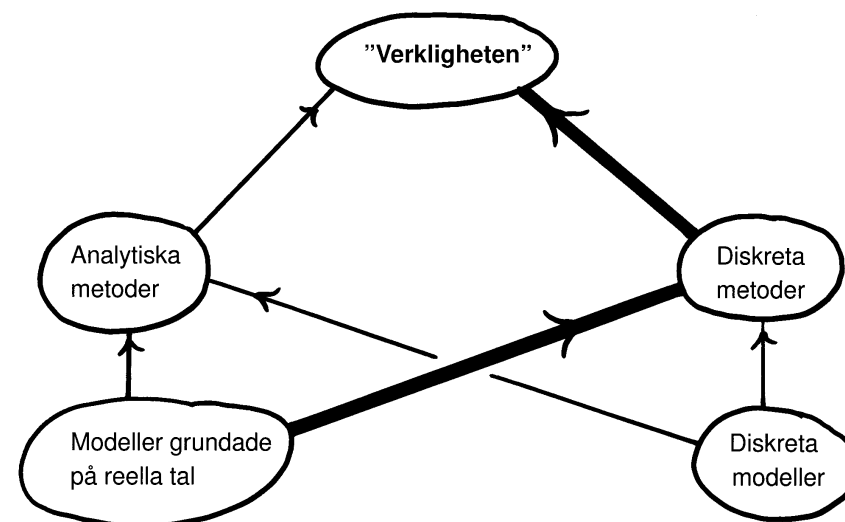 ”Verkligheten”
Analytiska
metoder
Diskreta
metoder
Modeller grundade
på reella tal
Diskreta
modeller